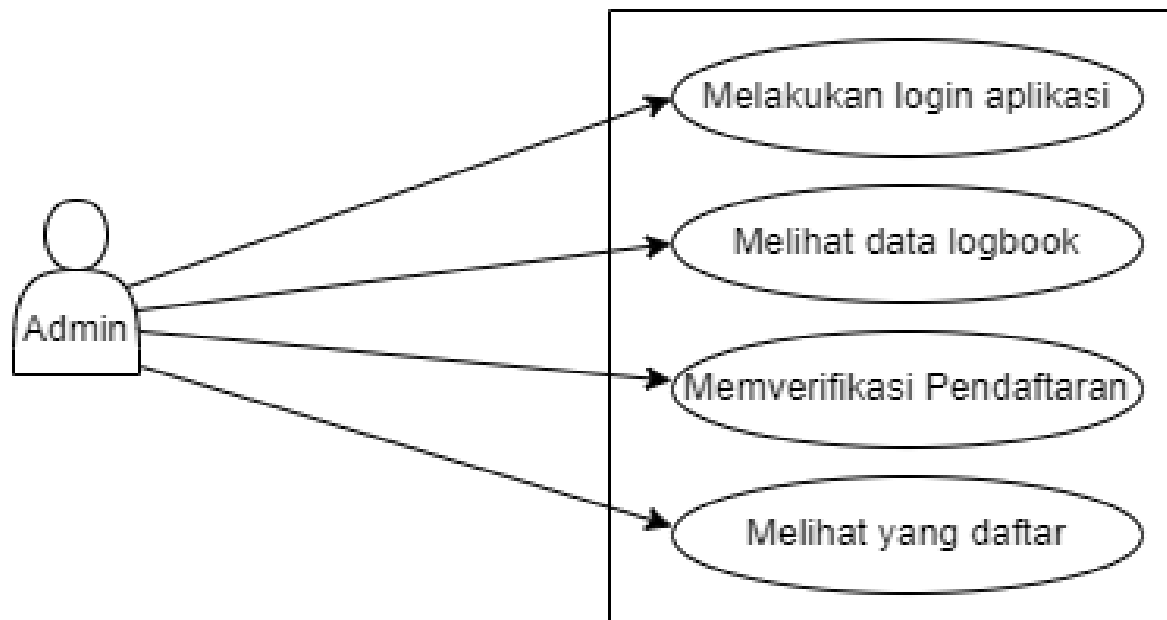 Melakukan login aplikasi
Melihat data logbook
Admin
Memverifikasi Pendaftaran
Melihat yang daftar